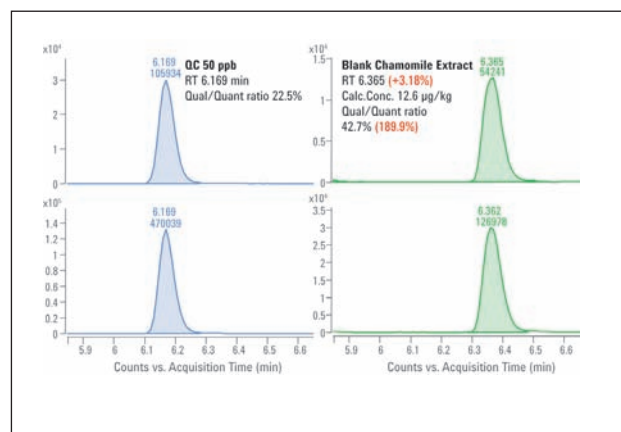 x10⁴
6.169
105934
QC 50 ppb
RT 6.169 min
Qual/Quant ratio 22.5%
3
2
1
0
x10⁴
6.365
54241
Blank Chamomile Extract
RT 6.365 (+3.18%)
Calc.Conc. 12.6 µg/kg
Qual/Quant ratio
42.7% (189.9%)
1.5
1
0.5
0
x10⁵
6.169
470039
1.4
1.2
1
0.8
0.6
0.4
0.2
0
5.9 6 6.1 6.2 6.3 6.4 6.5 6.6
Counts vs. Acquisition Time (min)
x10⁴
6.362
126978
3.5
3
2.5
2
1.5
1
0.5
0
5.9 6 6.1 6.2 6.3 6.4 6.5 6.6
Counts vs. Acquisition Time (min)